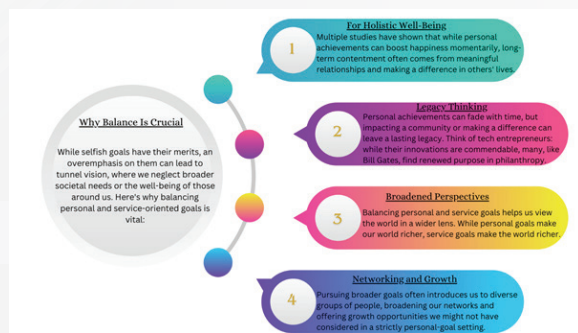 Why Balance Is Crucial
While selfish goals have their merits, an
overemphasis on them can lead to
tunnel vision, where we neglect broader
societal needs or the well-being of those
around us. Here's why balancing
personal and service-oriented goals is
vital:
1
For Holistic Well-Being
Multiple studies have shown that while personal
achievements can boost happiness momentarily, long-
term contentment often comes from meaningful
relationships and making a difference in others' lives.
2
Legacy Thinking
Personal achievements can fade with time, but
impacting a community or making a difference can
leave a lasting legacy. Think of tech entrepreneurs:
while their innovations are commendable, many, like
Bill Gates, find renewed purpose in philanthropy.
3
Broadened Perspectives
Balancing personal and service goals helps us view
the world in a wider lens. While personal goals make
our world richer, service goals make the world richer.
4
Networking and Growth
Pursuing broader goals often introduces us to diverse
groups of people, broadening our networks and
offering growth opportunities we might not have
considered in a strictly personal-goal setting.